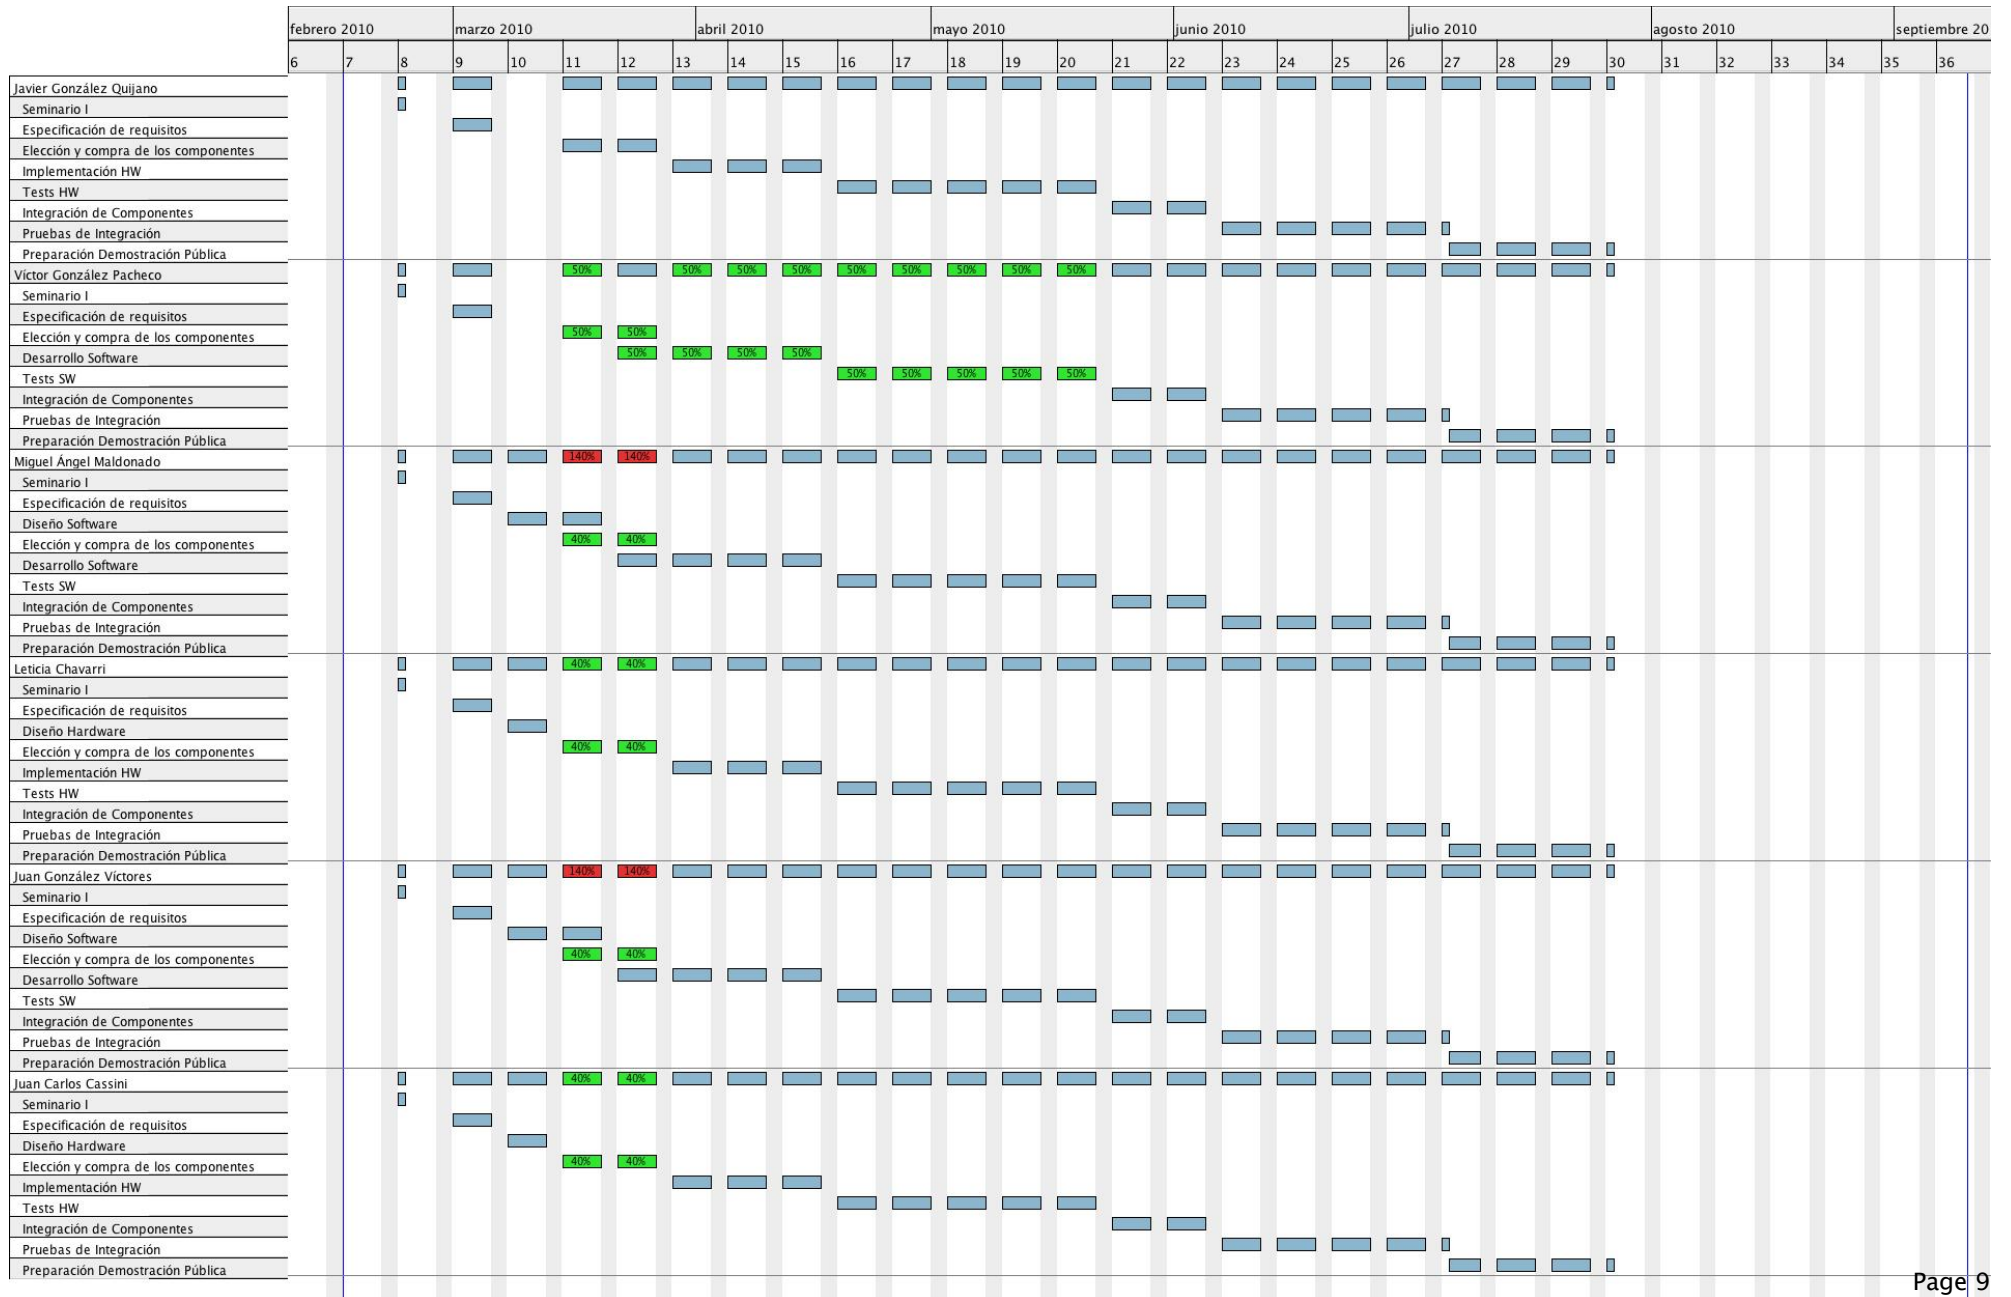 febrero 2010 marzo 2010 abril 2010 mayo 2010 junio 2010 julio 2010 agosto 2010 septiembre 20
6 7 8 9 10 11 12 13 14 15 16 17 18 19 20 21 22 23 24 25 26 27 28 29 30 31 32 33 34 35 36
Javier González Quijano
Seminario I
Especificación de requisitos
Elección y compra de los componentes
Implementación HW
Tests HW
Integración de Componentes
Pruebas de Integración
Preparación Demostración Pública
Víctor González Pacheco 50% 50% 50% 50% 50% 50% 50% 50% 50%
Seminario I
Especificación de requisitos
Elección y compra de los componentes 50% 50%
Desarrollo Software 50% 50% 50% 50%
Tests SW 50% 50% 50% 50% 50%
Integración de Componentes
Pruebas de Integración
Preparación Demostración Pública
Miguel Ángel Maldonado 140% 140%
Seminario I
Especificación de requisitos
Diseño Software
Elección y compra de los componentes 40% 40%
Desarrollo Software
Tests SW
Integración de Componentes
Pruebas de Integración
Preparación Demostración Pública
Leticia Chavarri 40% 40%
Seminario I
Especificación de requisitos
Diseño Hardware
Elección y compra de los componentes 40% 40%
Implementación HW
Tests HW
Integración de Componentes
Pruebas de Integración
Preparación Demostración Pública
Juan González Víctores 140% 140%
Seminario I
Especificación de requisitos
Diseño Software
Elección y compra de los componentes 40% 40%
Desarrollo Software
Tests SW
Integración de Componentes
Pruebas de Integración
Preparación Demostración Pública
Juan Carlos Cassini 40% 40%
Seminario I
Especificación de requisitos
Diseño Hardware
Elección y compra de los componentes 40% 40%
Implementación HW
Tests HW
Integración de Componentes
Pruebas de Integración
Preparación Demostración Pública
Page 9